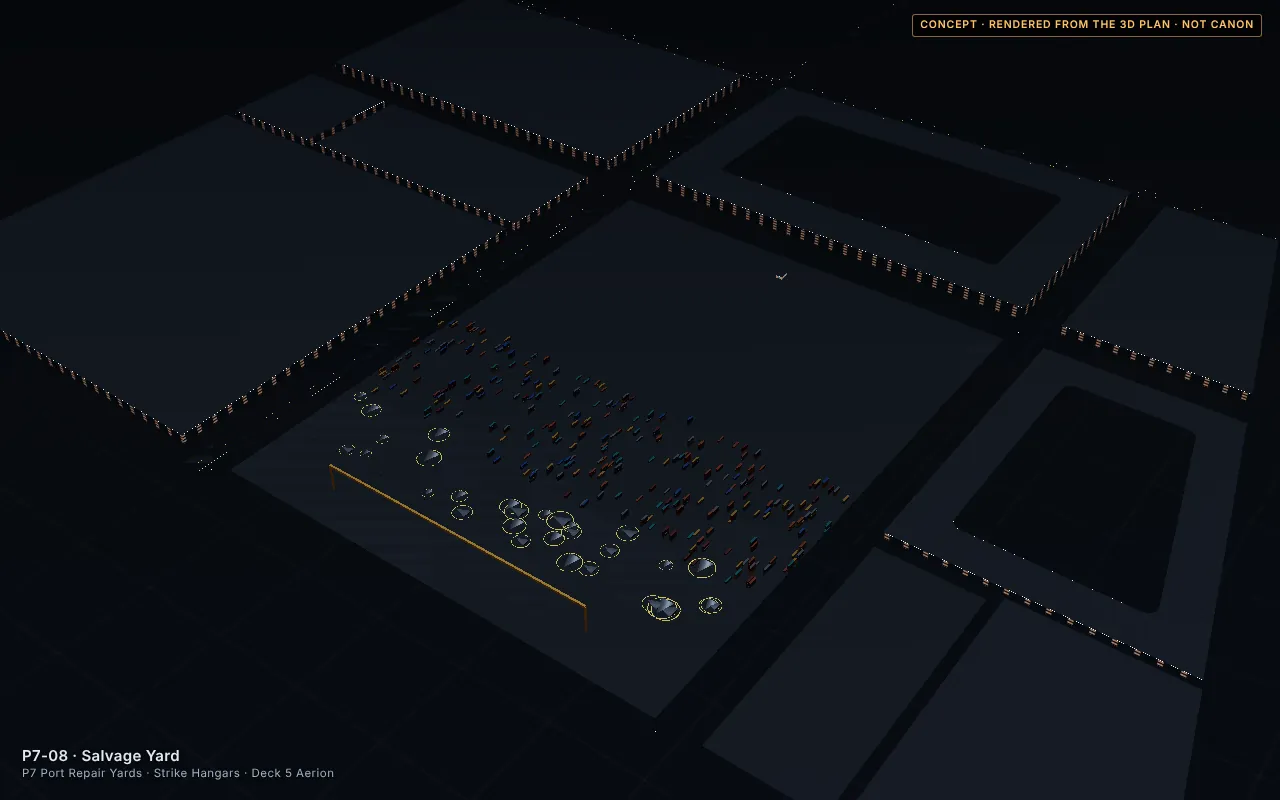 CONCEPT · RENDERED FROM THE 3D PLAN · NOT CANON
P7-08 · Salvage Yard
P7 Port Repair Yards · Strike Hangars · Deck 5 Aerion